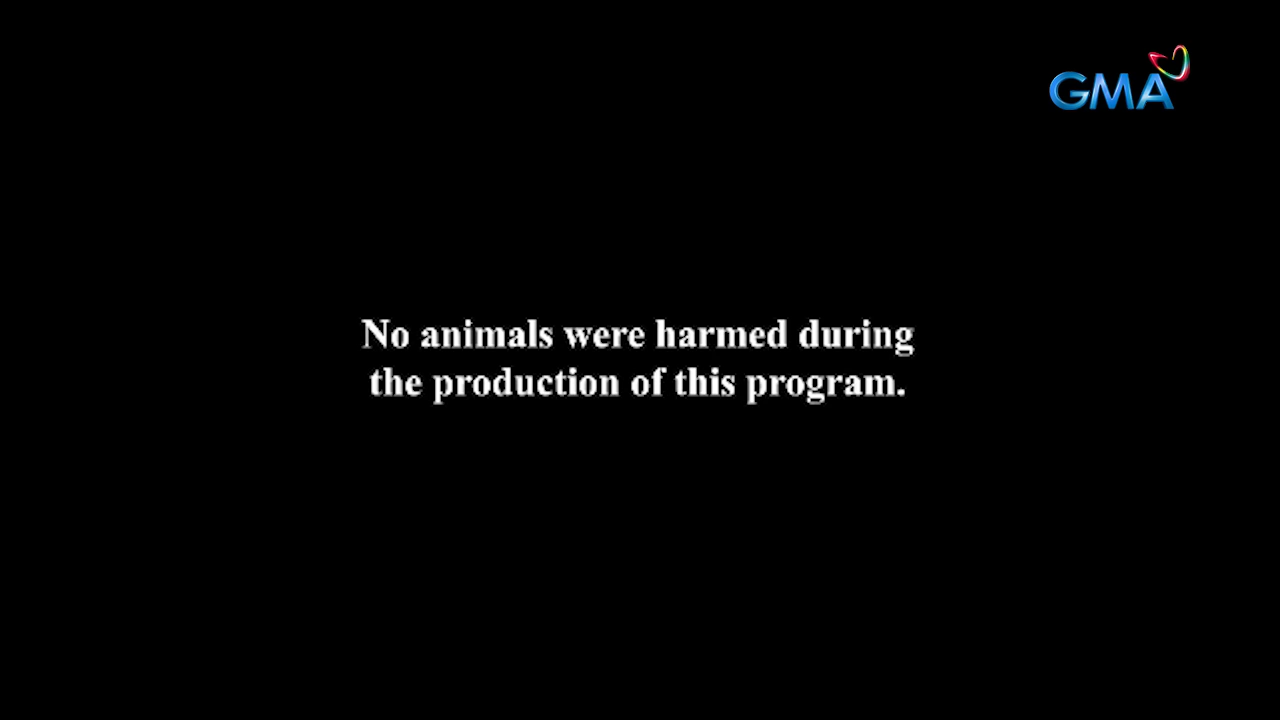 GMA
No animals were harmed during
the production of this program.